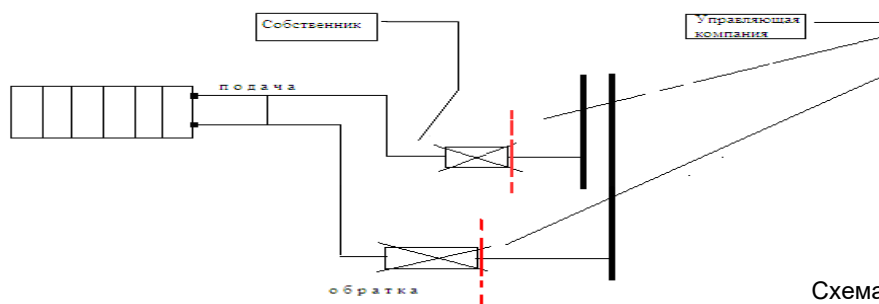 Собственник
Управляющая
компания
подача
обратка
Схема